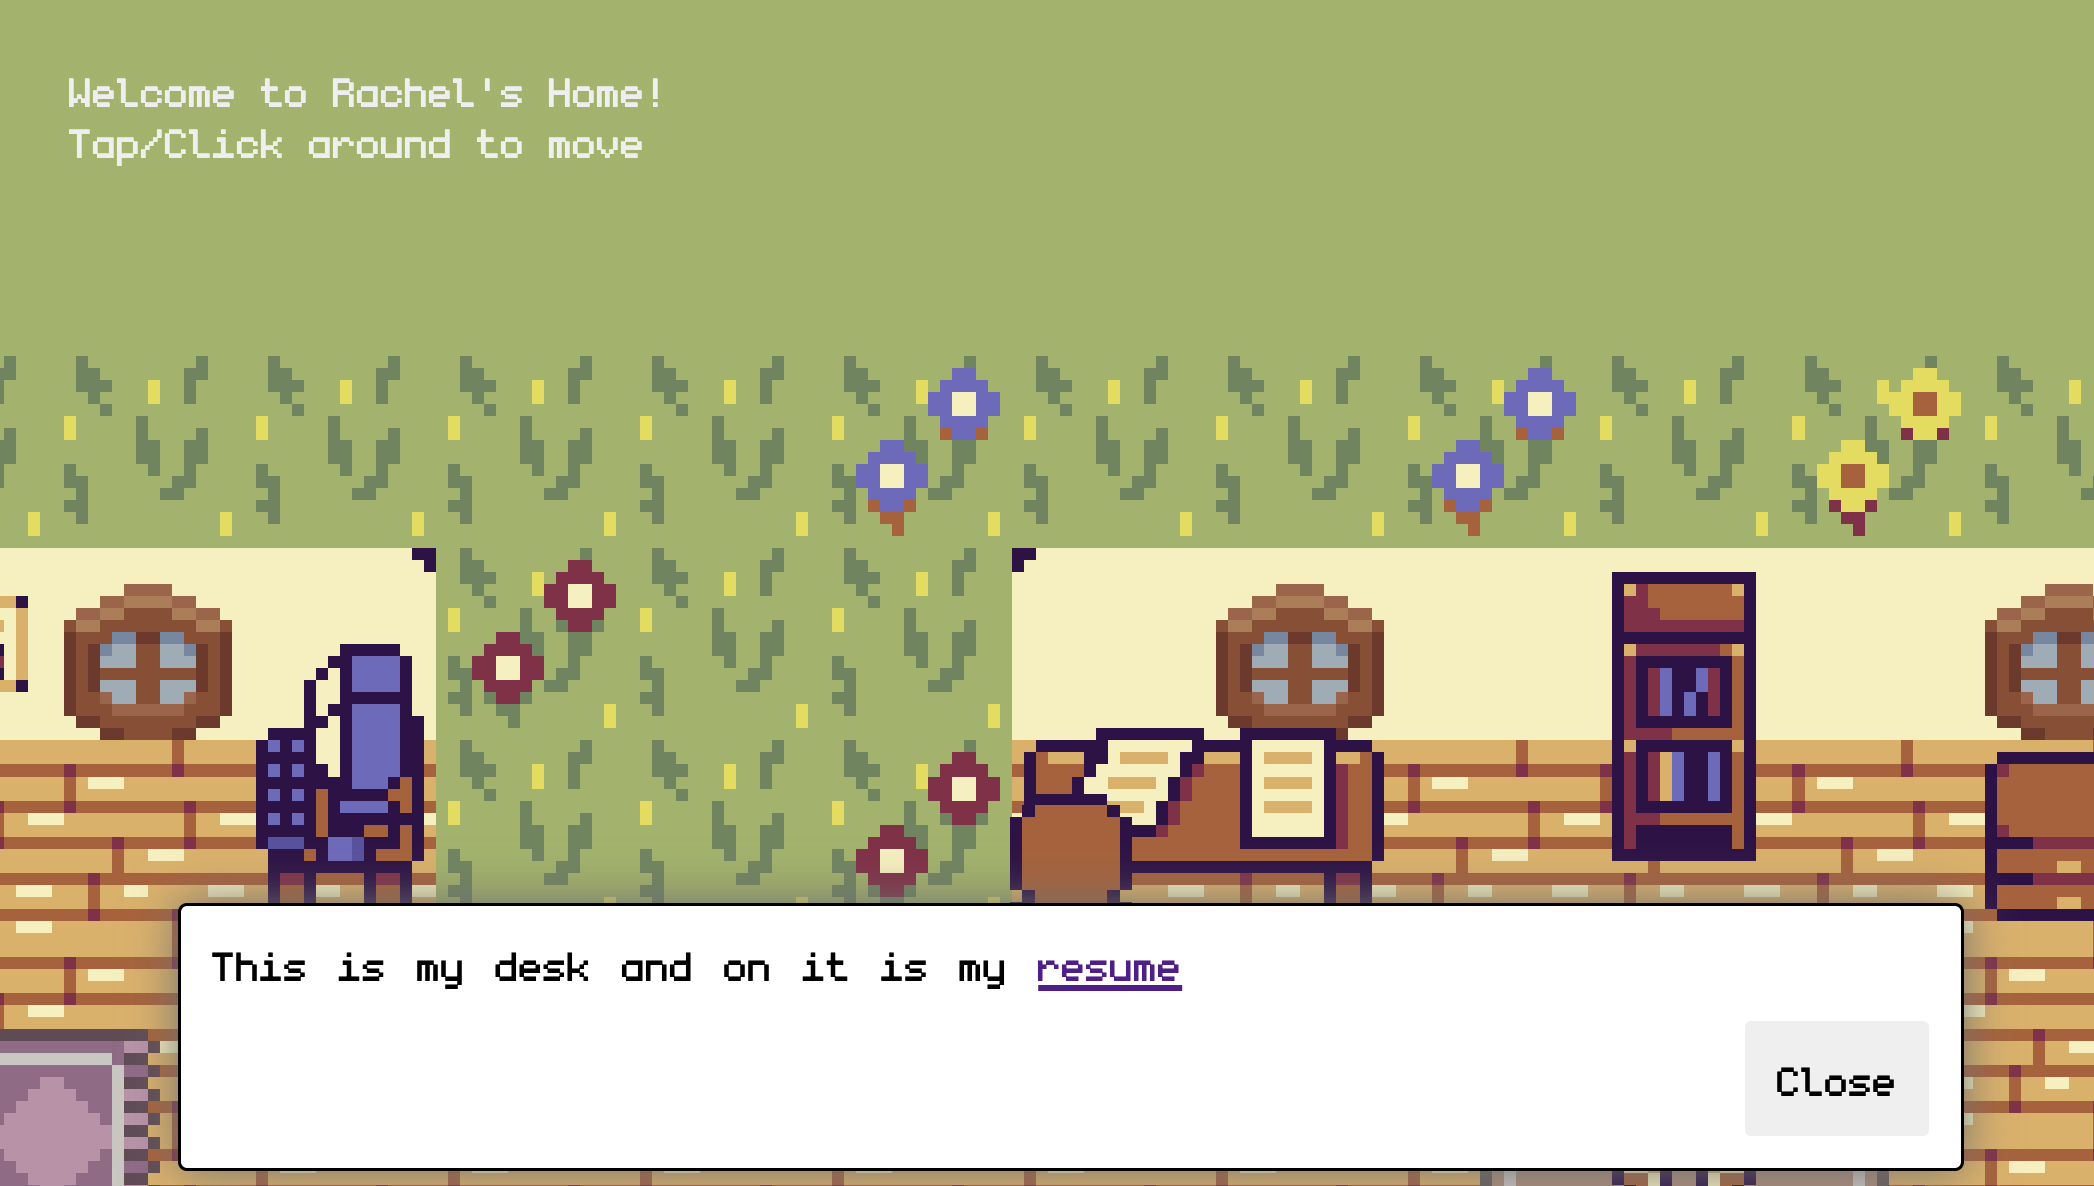 Welcome to Rachel's Home!
Tap/Click around to move
This is my desk and on it is my resume
Close